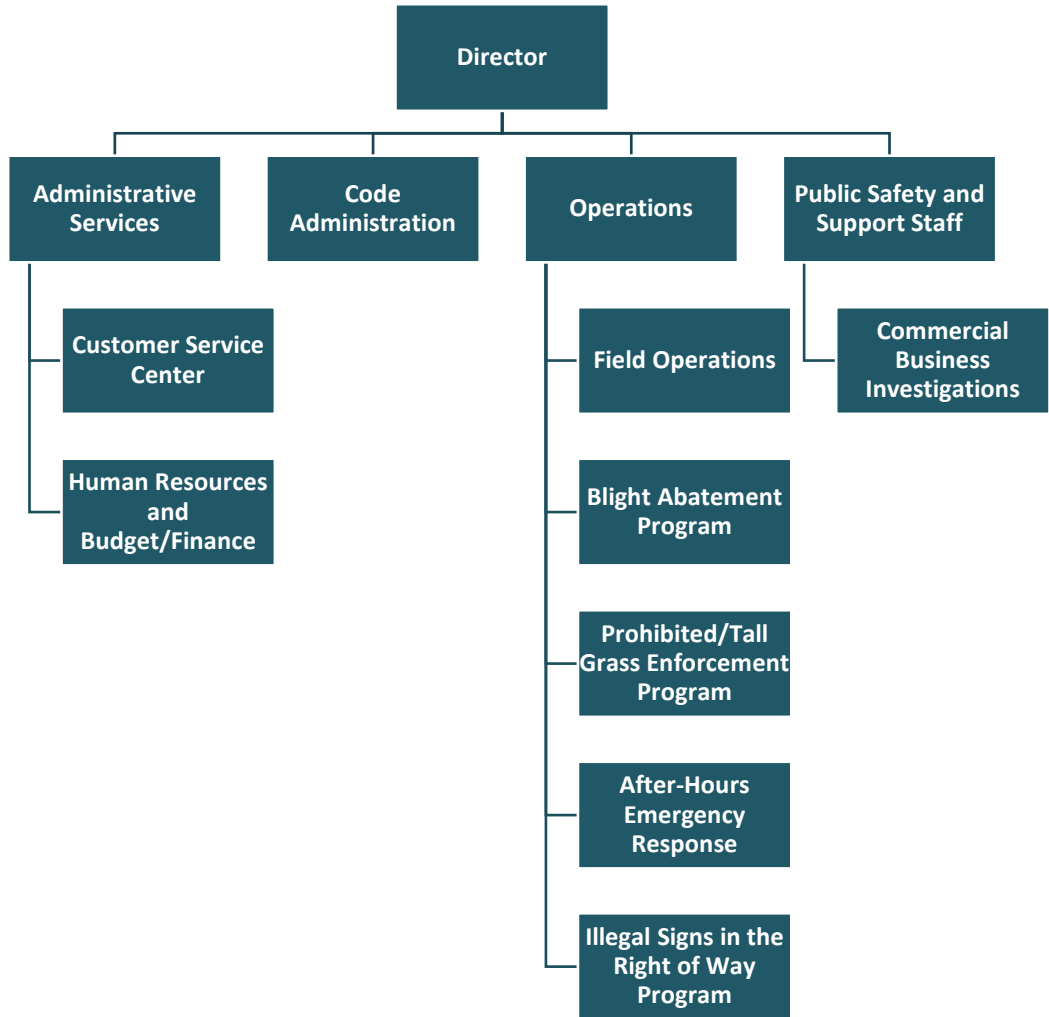 Director
Administrative
Services
Code
Administration
Operations
Public Safety and
Support Staff
Customer Service
Center
Human Resources
and
Budget/Finance
Field Operations
Blight Abatement
Program
Prohibited/Tall
Grass Enforcement
Program
After-Hours
Emergency
Response
Illegal Signs in the
Right of Way
Program
Commercial
Business
Investigations